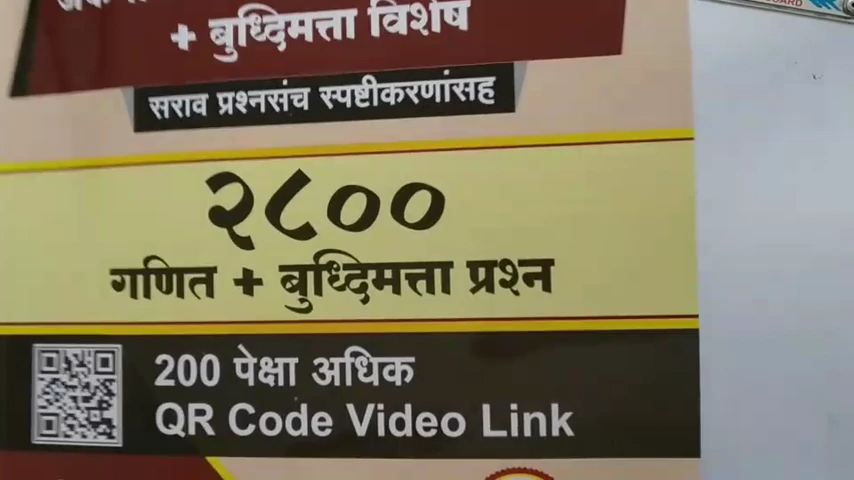 + बुध्दिमत्ता विशेष
सराव प्रश्नसंच स्पष्टीकरणांसह
२८००
गणित + बुध्दिमत्ता प्रश्न
200 पेक्षा अधिक
QR Code Video Link